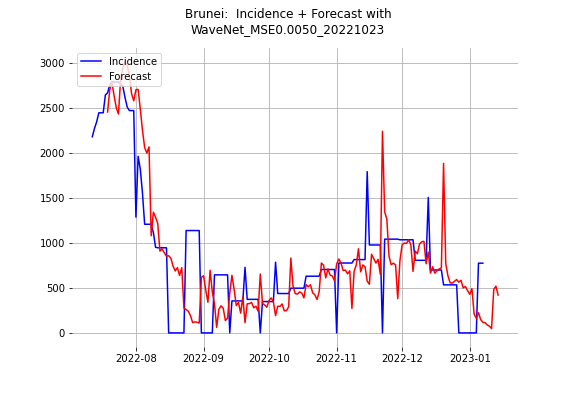 Brunei:  Incidence + Forecast with
WaveNet_MSE0.0050_20221023
Incidence
Forecast
3000
2500
2000
1500
1000
500
0
2022-08 2022-09 2022-10 2022-11 2022-12 2023-01